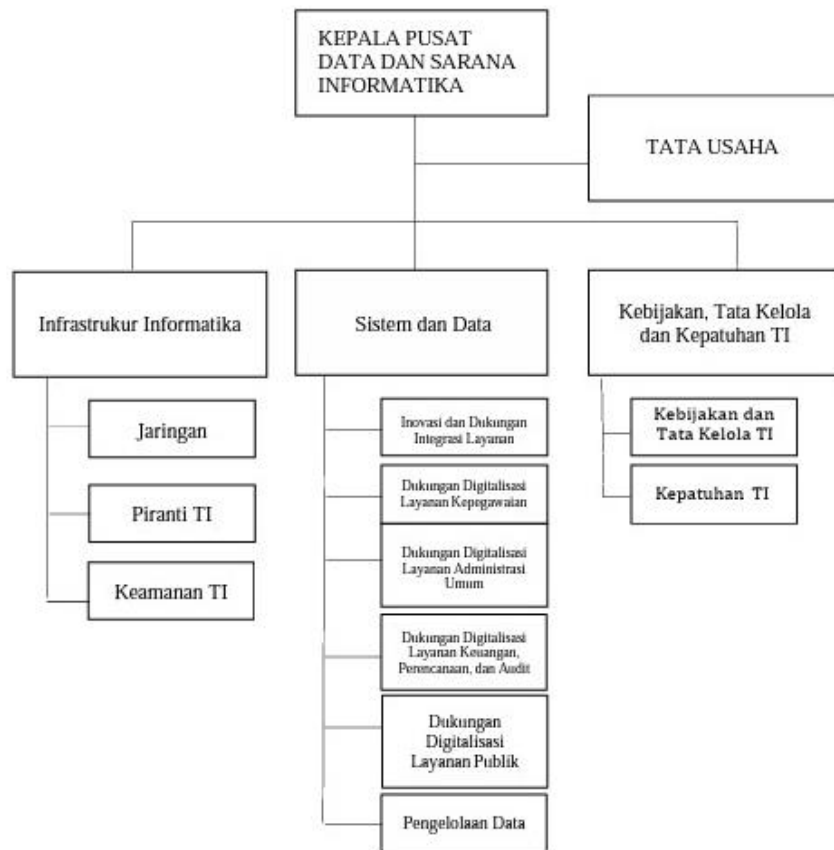 KEPALA PUSAT
DATA DAN SARANA
INFORMATIKA
TATA USAHA
Infrastrukur Informatika
Jaringan
Piranti TI
Keamanan TI
Sistem dan Data
Inovasi dan Dukungan
Integrasi Layanan
Dukungan Digitalisasi
Layanan Kepegawaian
Dukungan Digitalisasi
Layanan Administrasi
Umum
Dukungan Digitalisasi
Layanan Keuangan,
Perencanaan, dan Audit
Dukungan
Digitalisasi
Layanan Publik
Pengelolaan Data
Kebijakan, Tata Kelola
dan Kepatuhan TI
Kebijakan dan
Tata Kelola TI
Kepatuhan TI